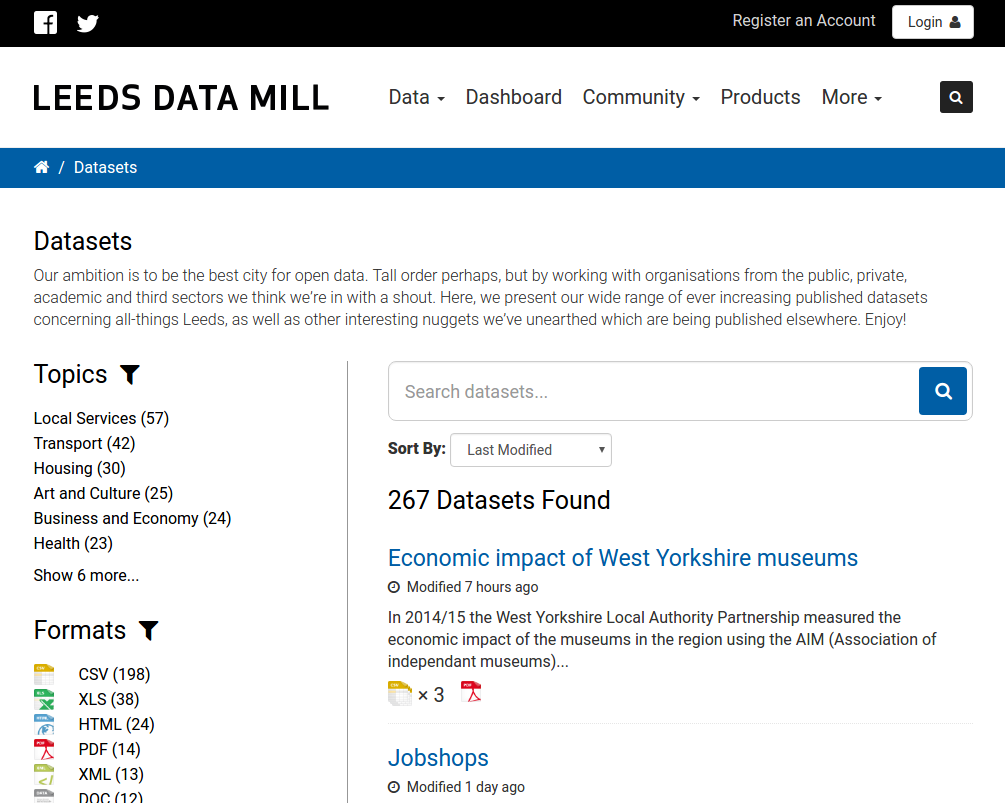 Register an Account
Login
LEEDS DATA MILL
Data
Dashboard
Community
Products
More
/ Datasets
Datasets
Our ambition is to be the best city for open data. Tall order perhaps, but by working with organisations from the public, private,
academic and third sectors we think we're in with a shout. Here, we present our wide range of ever increasing published datasets
concerning all-things Leeds, as well as other interesting nuggets we've unearthed which are being published elsewhere. Enjoy!
Topics
Local Services (57)
Transport (42)
Housing (30)
Art and Culture (25)
Business and Economy (24)
Health (23)
Show 6 more...
Formats
CSV (198)
XLS (38)
HTML (24)
PDF (14)
XML (13)
DOC (12)
Search datasets...
Sort By: Last Modified
267 Datasets Found
Economic impact of West Yorkshire museums
Modified 7 hours ago
In 2014/15 the West Yorkshire Local Authority Partnership measured the
economic impact of the museums in the region using the AIM (Association of
independant museums)...
× 3
Jobshops
Modified 1 day ago